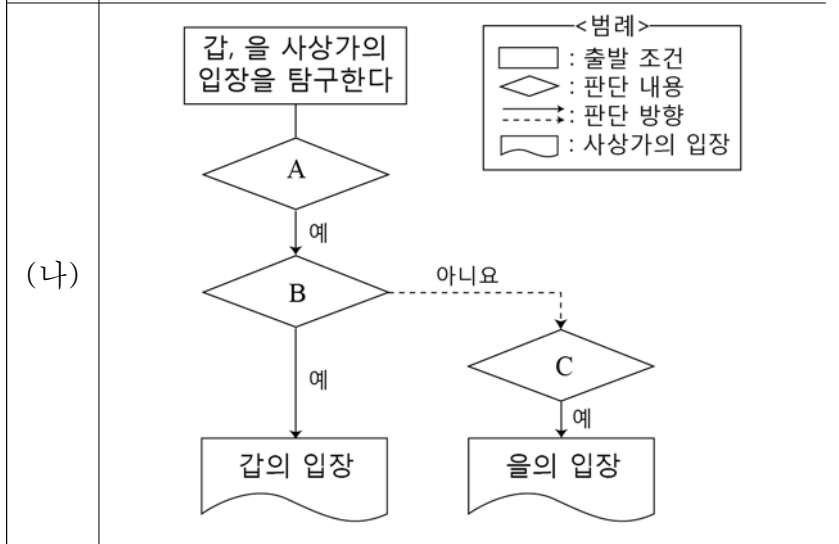 갑, 을 사상가의
입장을 탐구한다
<범례>
: 출발 조건
: 판단 내용
: 판단 방향
: 사상가의 입장
A
예
(나)
B
아니요
C
예
예
갑의 입장
을의 입장